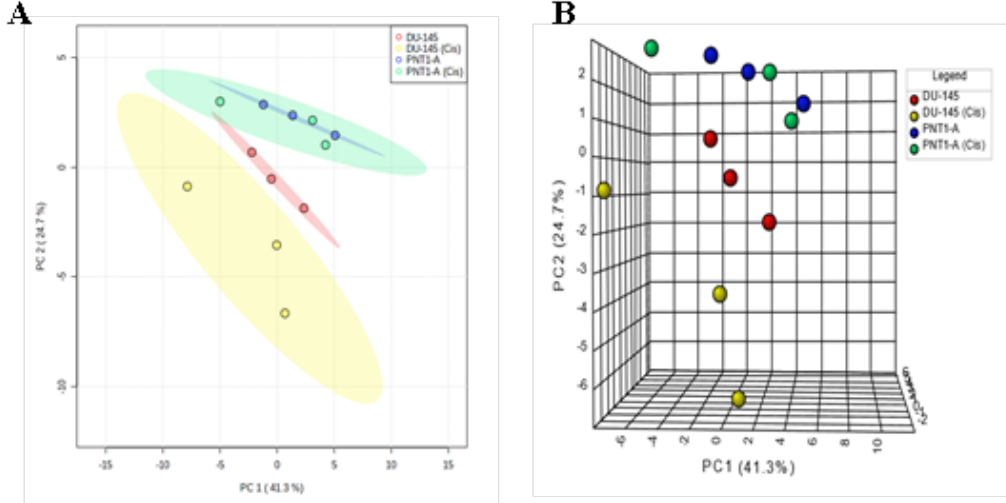 A
DU-145
DU-145 (Cis)
PNT1-A
PNT1-A (Cis)
5
0
-5
-10
PC 2 ( 24.7 %)
-15
-10
-5
0
5
10
15
PC 1 ( 41.3 %)
B
Legend
DU-145
DU-145 (Cis)
PNT1-A
PNT1-A (Cis)
2
1
0
-1
-2
-3
-4
-5
-6
PC2 (24.7%)
-6
-4
-2
0
2
4
6
8
10
PC1 (41.3%)